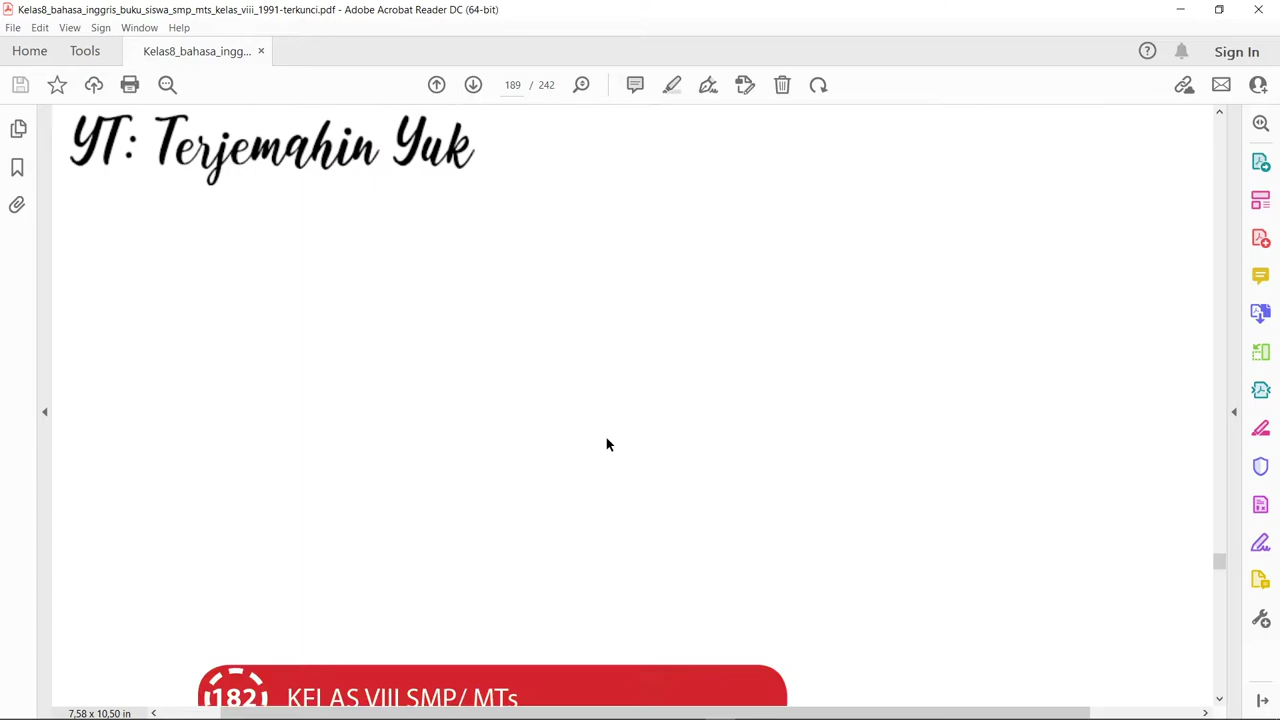 Kelas8_bahasa_inggris_buku_siswa_smp_mts_kelas_viii_1991-terkunci.pdf - Adobe Acrobat Reader DC (64-bit)
File Edit View Sign Window Help
Home Tools Kelas8_bahasa_ingg... × Sign In
189 / 242
YT: Terjemahin Yuk
182 KELAS VIII SMP/ MTs
7,58 x 10,50 in